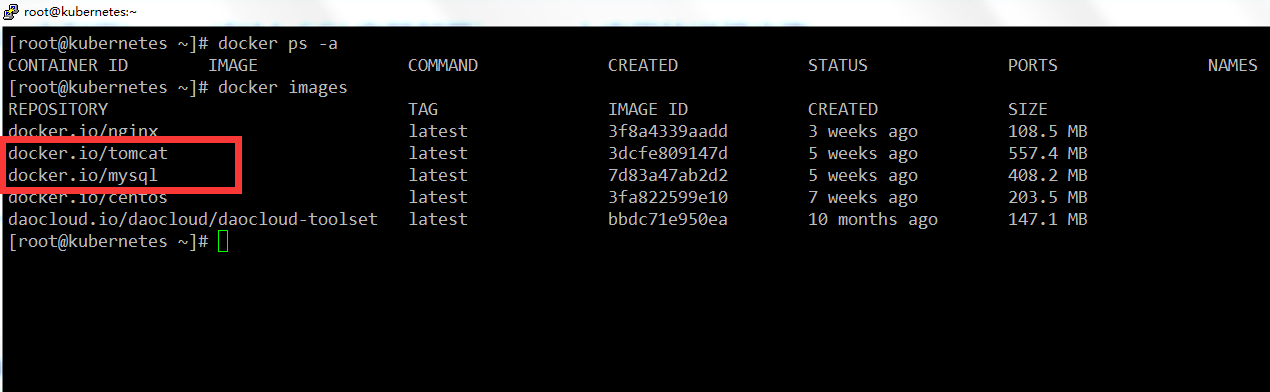 root@kubernetes:~
[root@kubernetes ~]# docker ps -a
CONTAINER ID IMAGE COMMAND CREATED STATUS PORTS NAMES
[root@kubernetes ~]# docker images
REPOSITORY TAG IMAGE ID CREATED SIZE
docker.io/nginx latest 3f8a4339aadd 3 weeks ago 108.5 MB
docker.io/tomcat latest 3dcfe809147d 5 weeks ago 557.4 MB
docker.io/mysql latest 7d83a47ab2d2 5 weeks ago 408.2 MB
docker.io/centos latest 3fa822599e10 7 weeks ago 203.5 MB
daocloud.io/daocloud/daocloud-toolset latest bbdc71e950ea 10 months ago 147.1 MB
[root@kubernetes ~]#